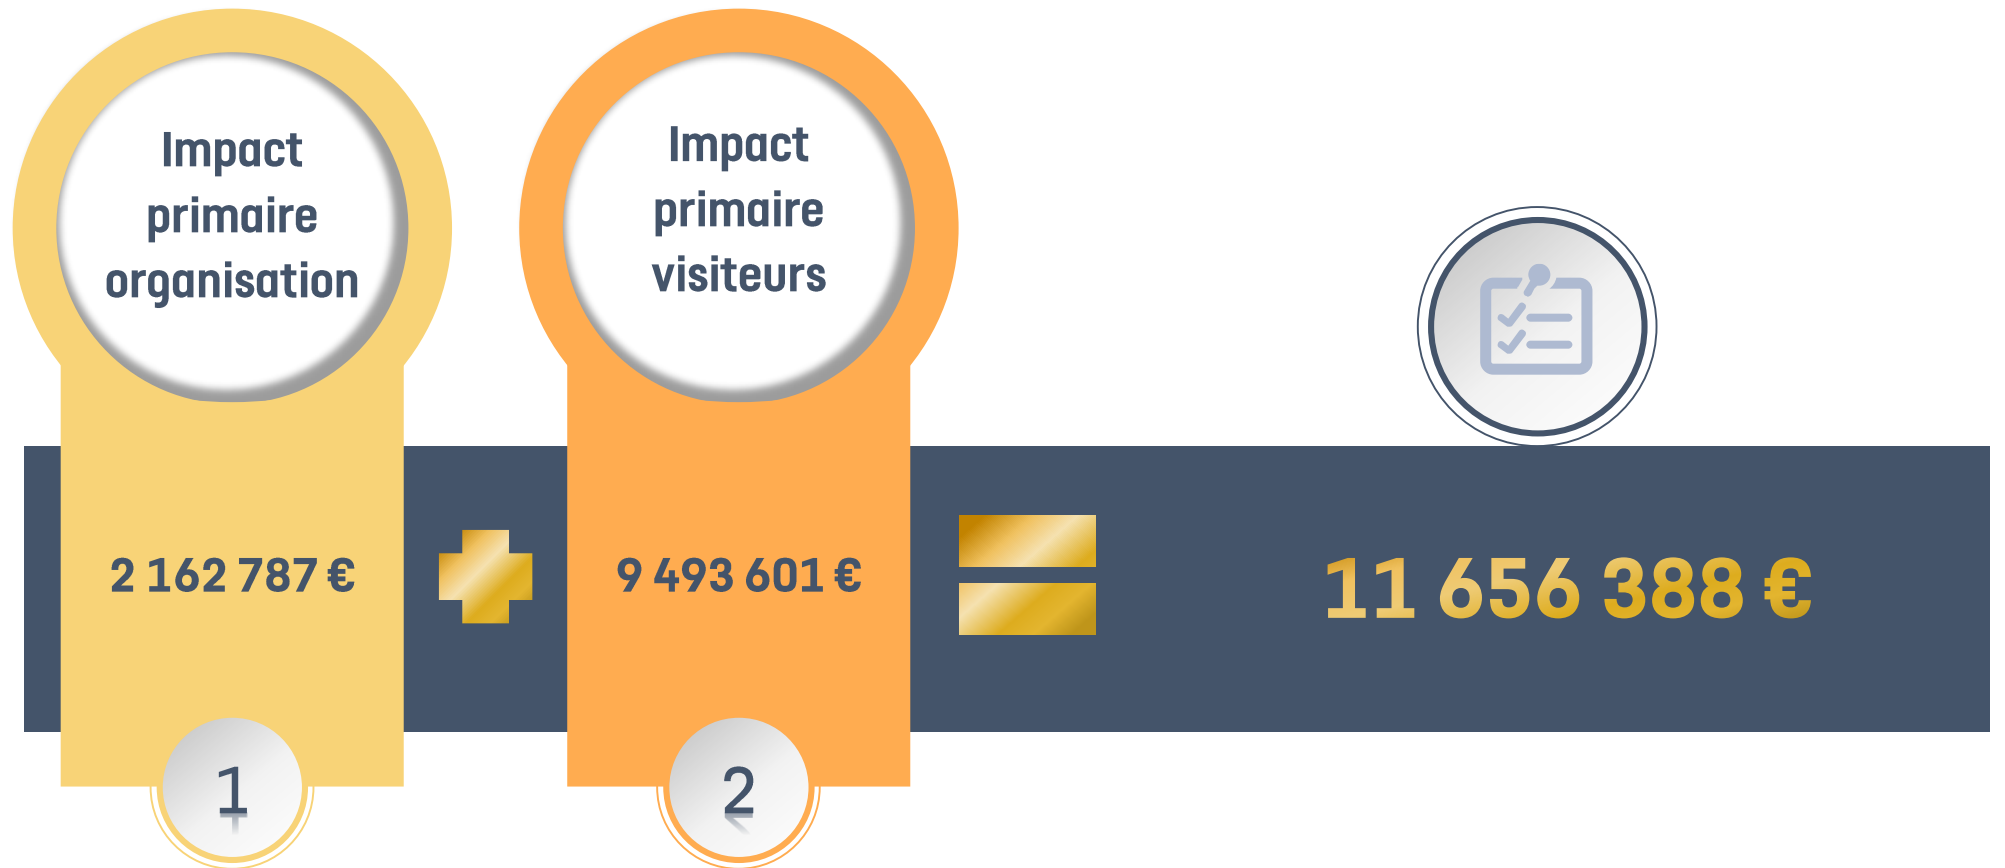 Impact
primaire
organisation
Impact
primaire
visiteurs
2 162 787 €
9 493 601 €
11 656 388 €
1
2